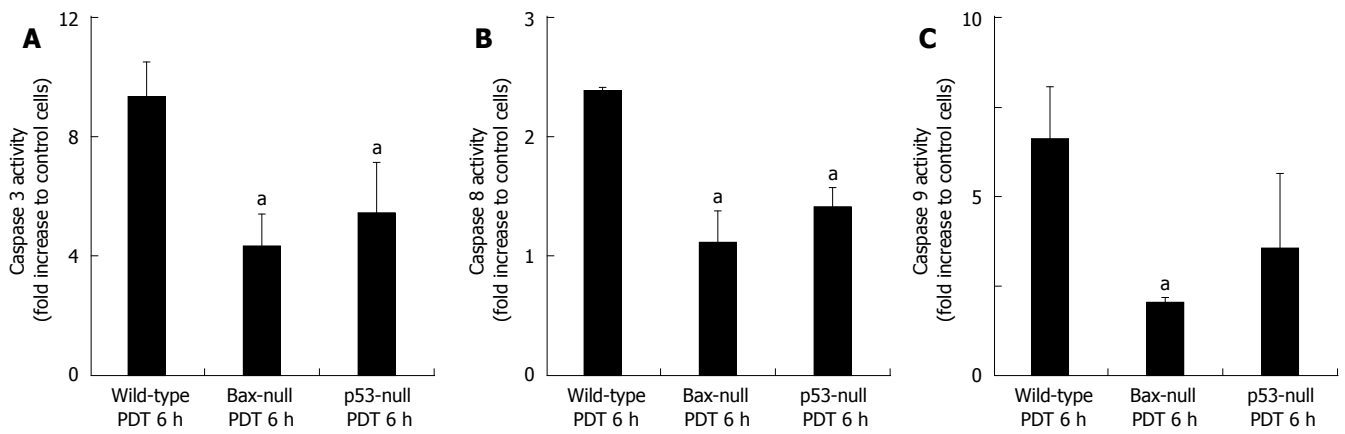 A
Caspase 3 activity
(fold increase to control cells)
12
8
4
0
a
a
Wild-type
PDT 6 h
Bax-null
PDT 6 h
p53-null
PDT 6 h
B
Caspase 8 activity
(fold increase to control cells)
3
2
1
0
a
a
Wild-type
PDT 6 h
Bax-null
PDT 6 h
p53-null
PDT 6 h
C
Caspase 9 activity
(fold increase to control cells)
10
5
0
a
Wild-type
PDT 6 h
Bax-null
PDT 6 h
p53-null
PDT 6 h